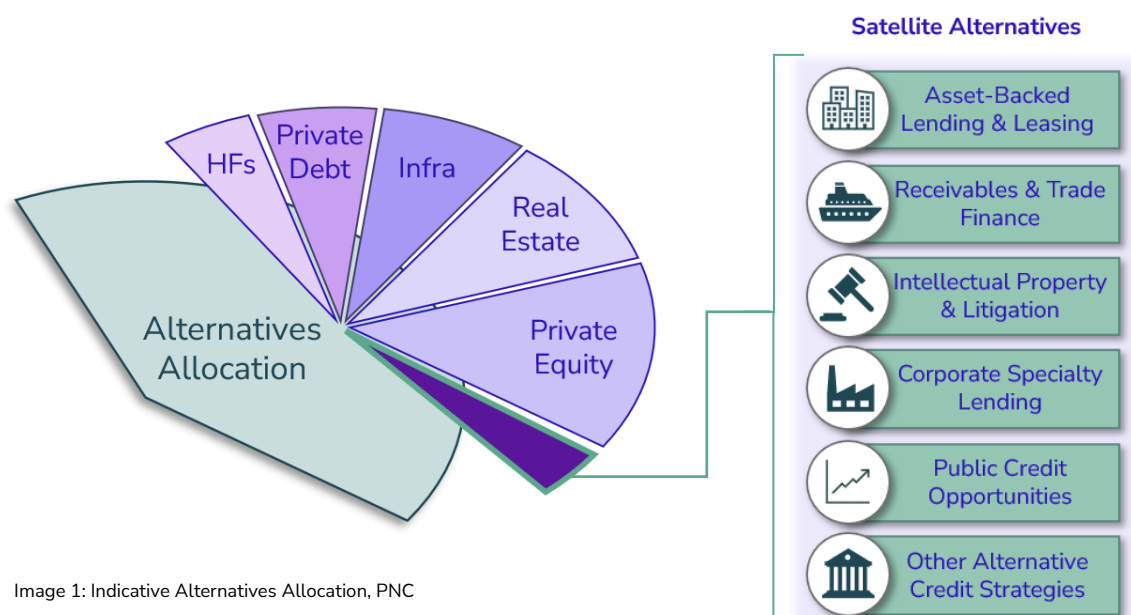 Satellite Alternatives
HFs
Private
Debt
Infra
Real
Estate
Private
Equity
Alternatives
Allocation
Asset-Backed
Lending & Leasing
Receivables & Trade
Finance
Intellectual Property
& Litigation
Corporate Specialty
Lending
Public Credit
Opportunities
Other Alternative
Credit Strategies
Image 1: Indicative Alternatives Allocation, PNC